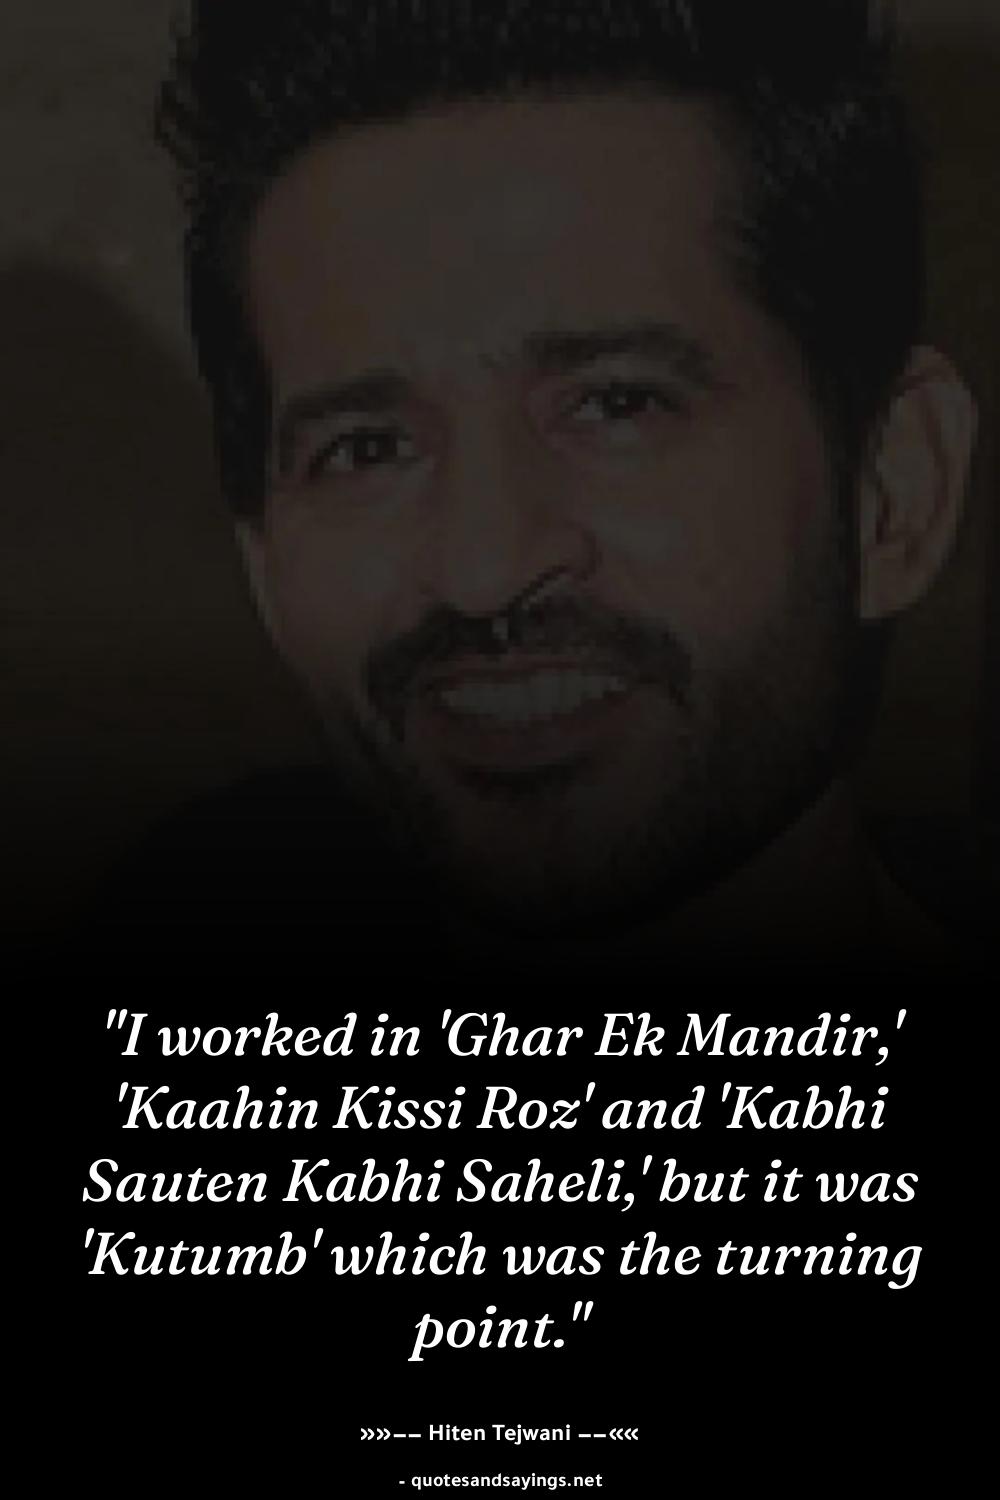 "I worked in 'Ghar Ek Mandir,'
'Kaahin Kissi Roz' and 'Kabhi
Sauten Kabhi Saheli,' but it was
'Kutumb' which was the turning
point."
»»−− Hiten Tejwani −−««
- quotesandsayings.net